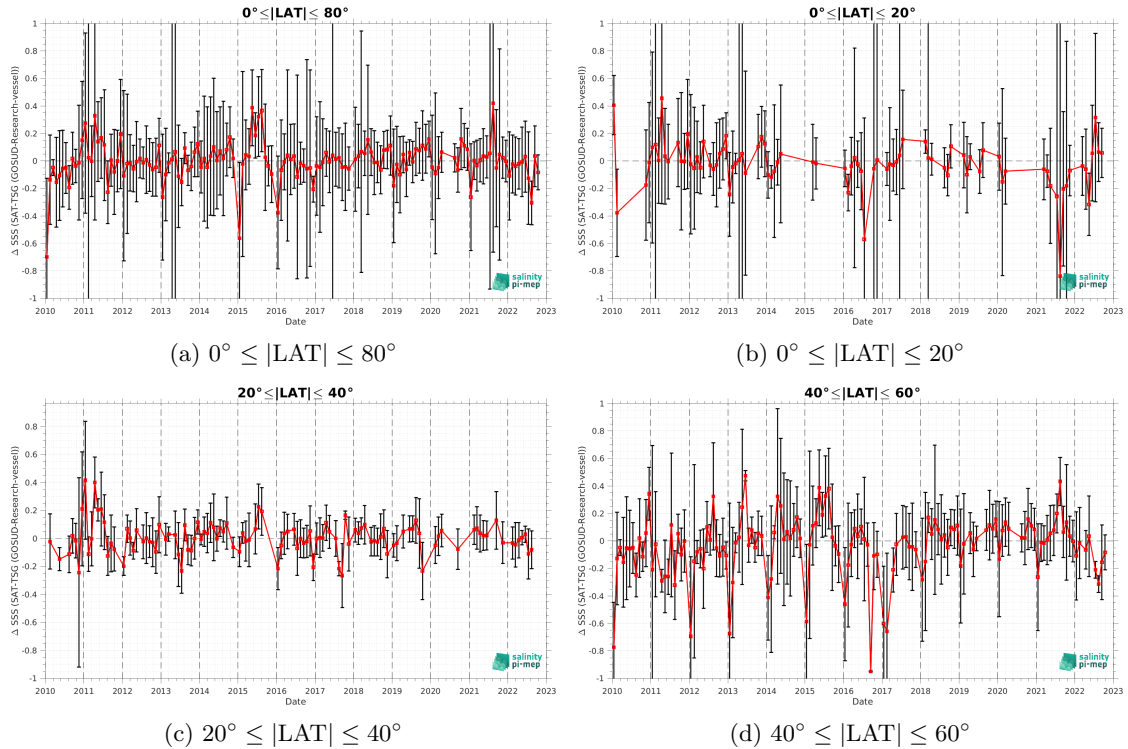 0°≤|LAT|≤ 80°
Δ SSS (SAT-TSG (GOSUD-Research-vessel))
1
0.8
0.6
0.4
0.2
0
-0.2
-0.4
-0.6
-0.8
-1
2010 2011 2012 2013 2014 2015 2016 2017 2018 2019 2020 2021 2022 2023
Date
salinity
pi-mep
(a) 0° ≤ |LAT| ≤ 80°
0°≤|LAT|≤ 20°
Δ SSS (SAT-TSG (GOSUD-Research-vessel))
1
0.8
0.6
0.4
0.2
0
-0.2
-0.4
-0.6
-0.8
-1
2010 2011 2012 2013 2014 2015 2016 2017 2018 2019 2020 2021 2022 2023
Date
salinity
pi-mep
(b) 0° ≤ |LAT| ≤ 20°
20°≤|LAT|≤ 40°
Δ SSS (SAT-TSG (GOSUD-Research-vessel))
0.8
0.6
0.4
0.2
0
-0.2
-0.4
-0.6
-0.8
-1
2010 2011 2012 2013 2014 2015 2016 2017 2018 2019 2020 2021 2022 2023
Date
salinity
pi-mep
(c) 20° ≤ |LAT| ≤ 40°
40°≤|LAT|≤ 60°
Δ SSS (SAT-TSG (GOSUD-Research-vessel))
1
0.8
0.6
0.4
0.2
0
-0.2
-0.4
-0.6
-0.8
-1
2010 2011 2012 2013 2014 2015 2016 2017 2018 2019 2020 2021 2022 2023
Date
salinity
pi-mep
(d) 40° ≤ |LAT| ≤ 60°